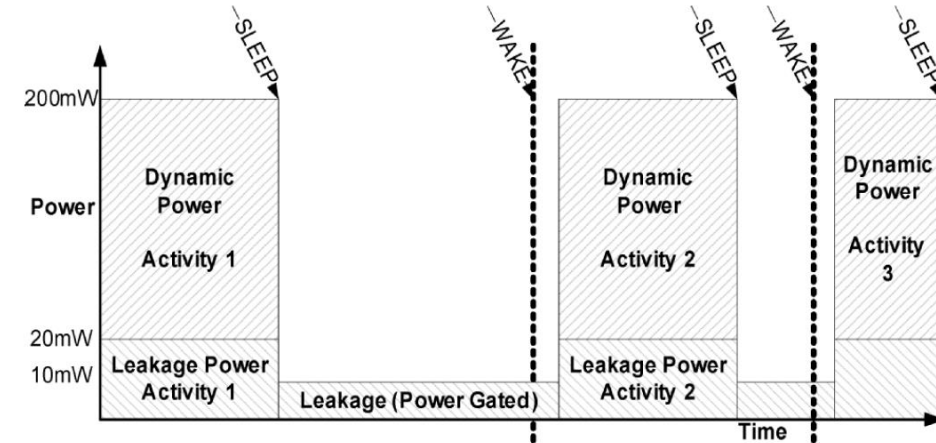 —SLEEP
—WAKE
—SLEEP
—WAKE
—SLEEP
200mW
Power
20mW
10mW
Dynamic
Power
Activity 1
Leakage Power
Activity 1
Leakage (Power Gated)
Dynamic
Power
Activity 2
Leakage Power
Activity 2
Dynamic
Power
Activity
3
Time